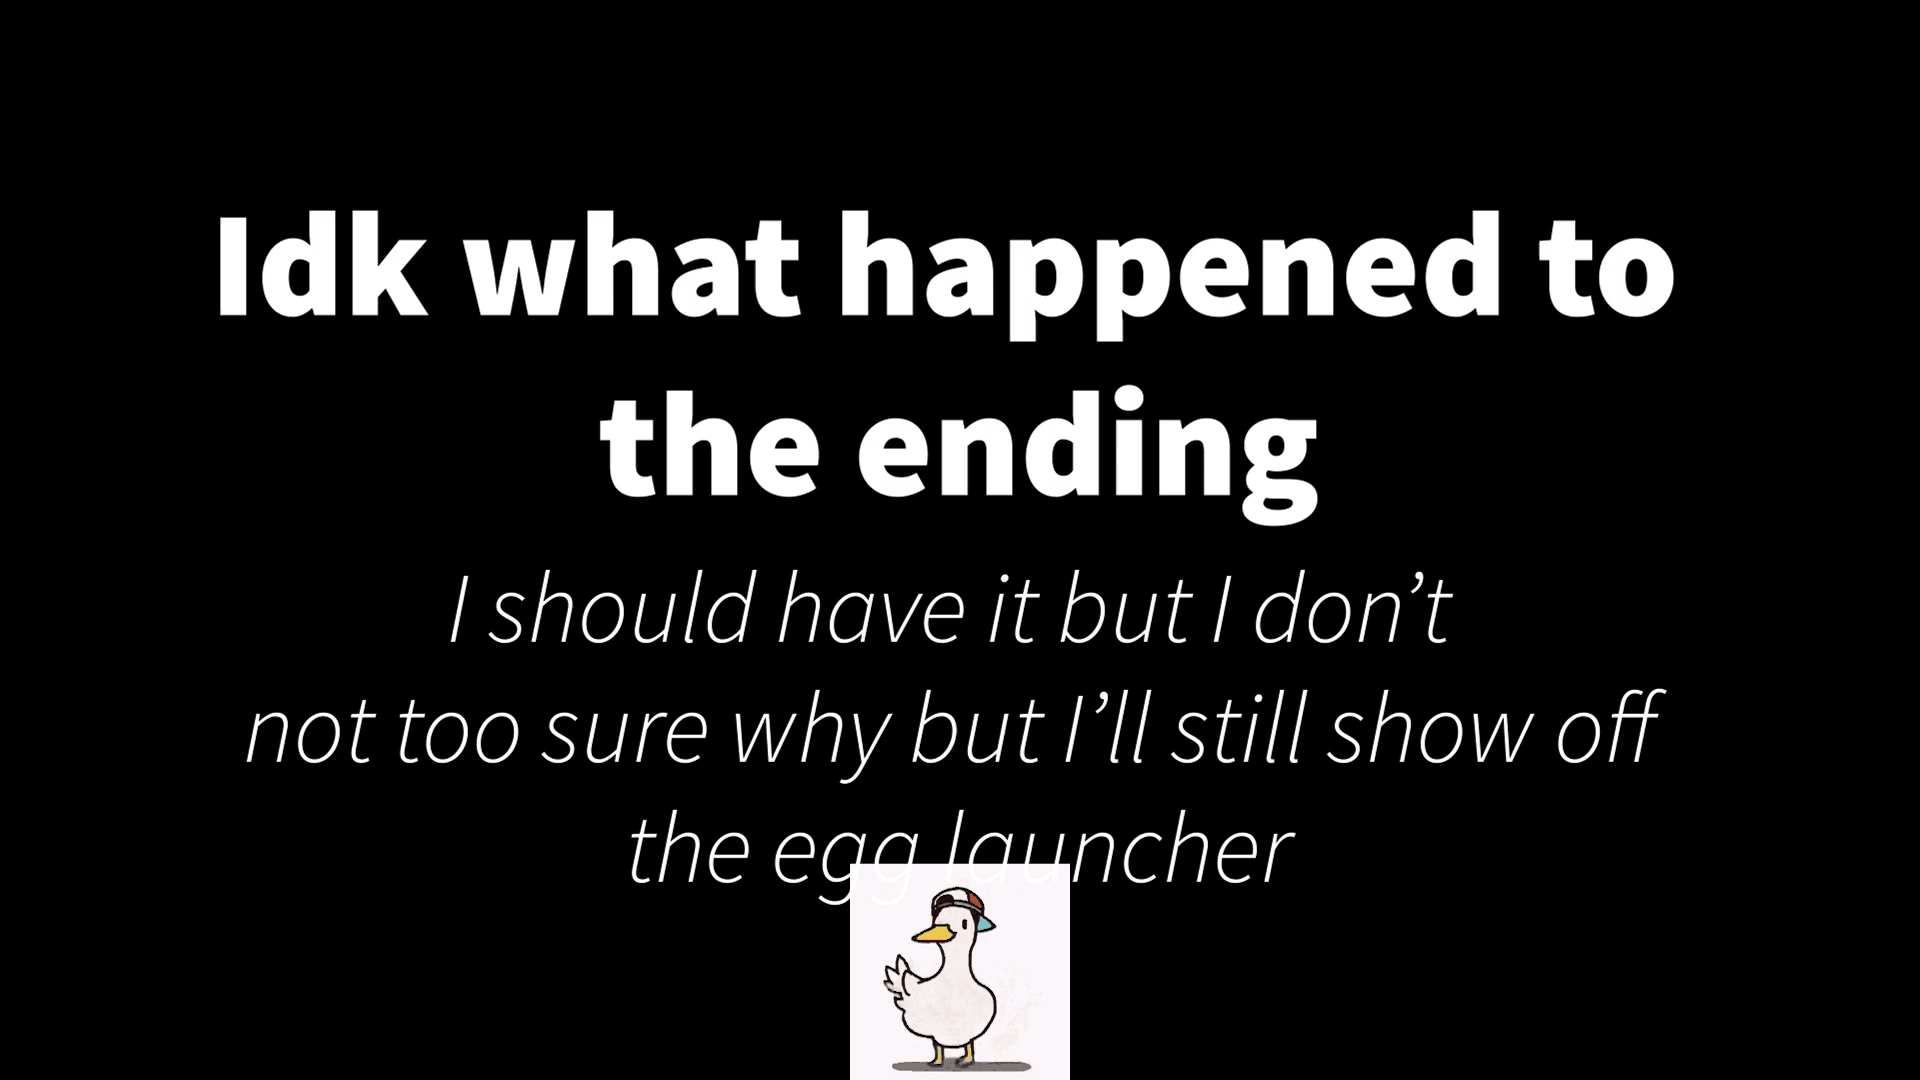 Idk what happened to
the ending
I should have it but I don’t
not too sure why but I’ll still show off
the egg launcher